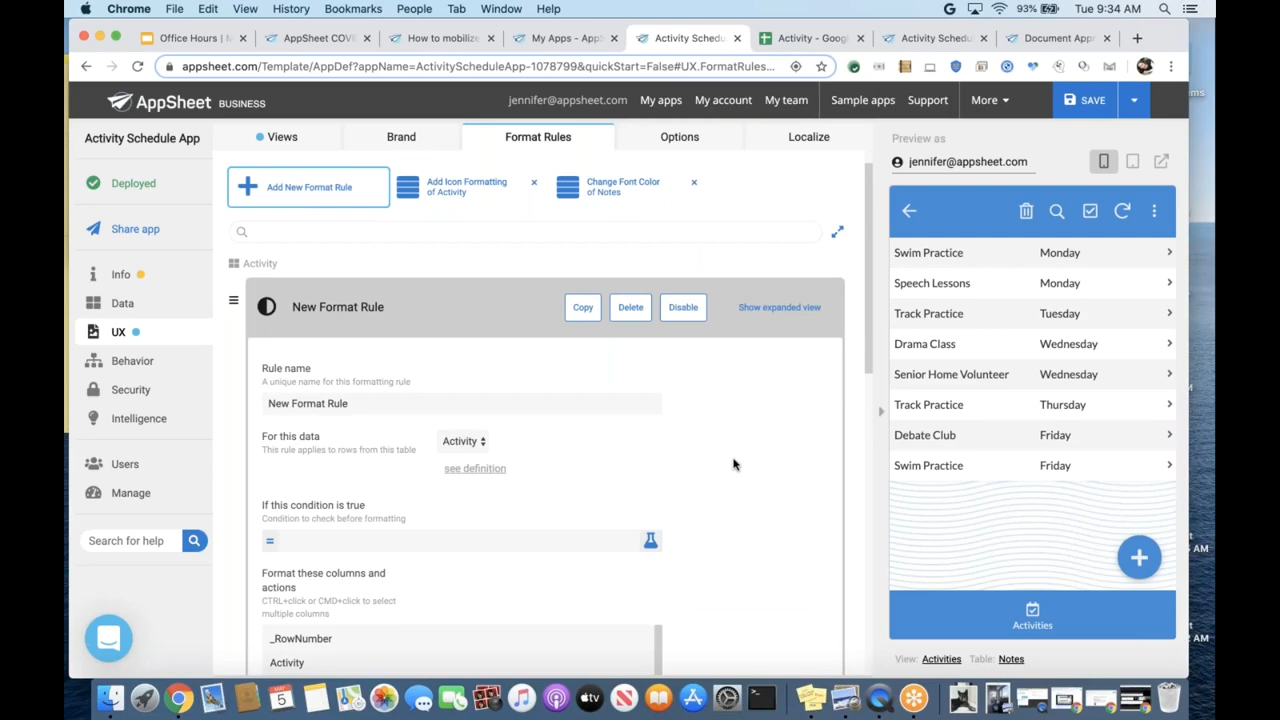 Chrome File Edit View History Bookmarks People Tab Window Help 93% Tue 9:34 AM
Office Hours | M AppSheet COVI How to mobilize My Apps - AppS Activity Schedu Activity - Goog Activity Schedu Document Appr
appsheet.com/Template/AppDef?appName=ActivityScheduleApp-1078799&quickStart=False#UX.FormatRules...
AppSheet BUSINESS jennifer@appsheet.com My apps My account My team Sample apps Support More SAVE
Activity Schedule App Views Brand Format Rules Options Localize Preview as
jennifer@appsheet.com
Deployed + Add New Format Rule Add Icon Formatting of Activity × Change Font Color of Notes ×
Share app
Activity
Info
Data
UX
Behavior
Security
Intelligence
Users
Manage
Search for help
New Format Rule Copy Delete Disable Show expanded view
Rule name
A unique name for this formatting rule
New Format Rule
For this data Activity
This rule applies to rows from this table
see definition
If this condition is true
Condition to check before formatting
=
Format these columns and
actions
CTRL+click or CMD+click to select
multiple columns
_RowNumber
Activity
Swim Practice Monday
Speech Lessons Monday
Track Practice Tuesday
Drama Class Wednesday
Senior Home Volunteer Wednesday
Track Practice Thursday
Debate Club Friday
Swim Practice Friday
Activities
View: Activities Table: Notes
ms
AM
AM
5